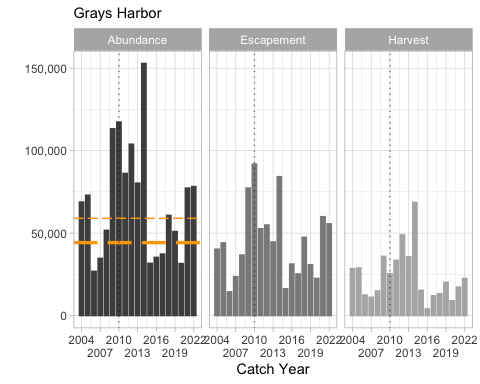 Grays Harbor
Abundance Escapement Harvest
150,000
100,000
50,000
0
2004 2010 2016 2022 2004 2010 2016 2022 2004 2010 2016 2022
2007 2013 2019 2007 2013 2019 2007 2013 2019
Catch Year